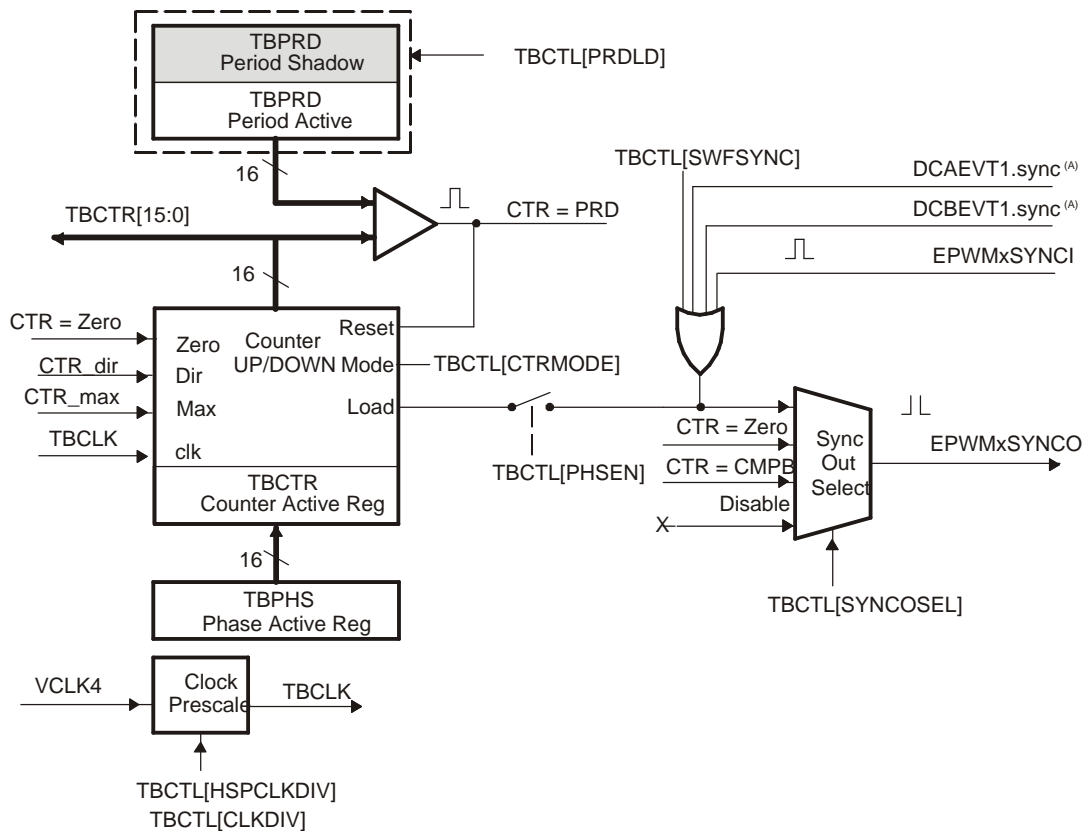 TBPRD
Period Shadow
TBCTL[PRDLD]
TBPRD
Period Active
16
TBCTL[SWFSYNC]
DCAEVT1.sync (A)
TBCTR[15:0]
CTR = PRD
DCBEVT1.sync (A)
EPWMxSYNCI
16
CTR = Zero
CTR_dir
CTR_max
TBCLK
Zero
Dir
Max
clk
Counter
UP/DOWN
Reset
Mode
Load
TBCTL[CTRMODE]
TBCTR
Counter Active Reg
TBCTL[PHSEN]
CTR = Zero
CTR = CMPB
Disable
X
Sync
Out
Select
EPWMxSYNCO
TBCTL[SYNCOSEL]
16
TBPHS
Phase Active Reg
VCLK4
Clock
Prescale
TBCLK
TBCTL[HSPCLKDIV]
TBCTL[CLKDIV]